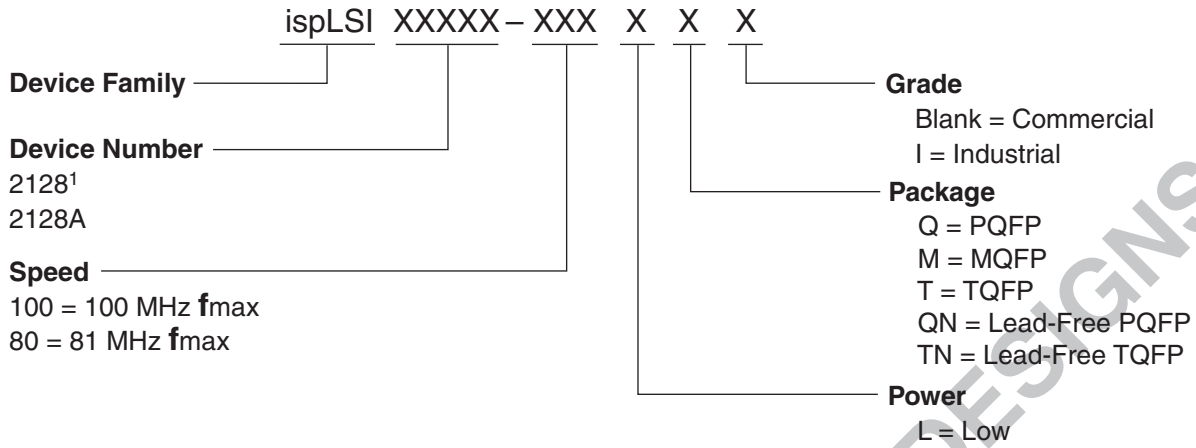 ispLSI XXXXX – XXX X X X
Device Family
Device Number
2128¹
2128A
Speed
100 = 100 MHz fmax
80 = 81 MHz fmax
Grade
Blank = Commercial
I = Industrial
Package
Q = PQFP
M = MQFP
T = TQFP
QN = Lead-Free PQFP
TN = Lead-Free TQFP
Power
L = Low
DESIGNS